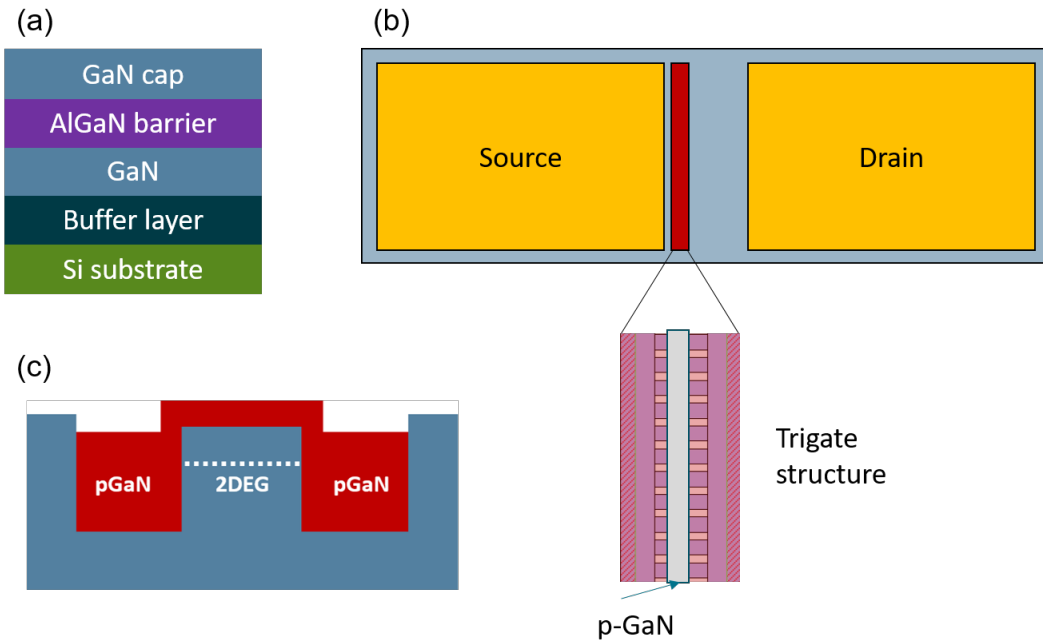 (a)
GaN cap
AlGaN barrier
GaN
Buffer layer
Si substrate
(b)
Source
Drain
Trigate
structure
p-GaN
(c)
pGaN
2DEG
pGaN